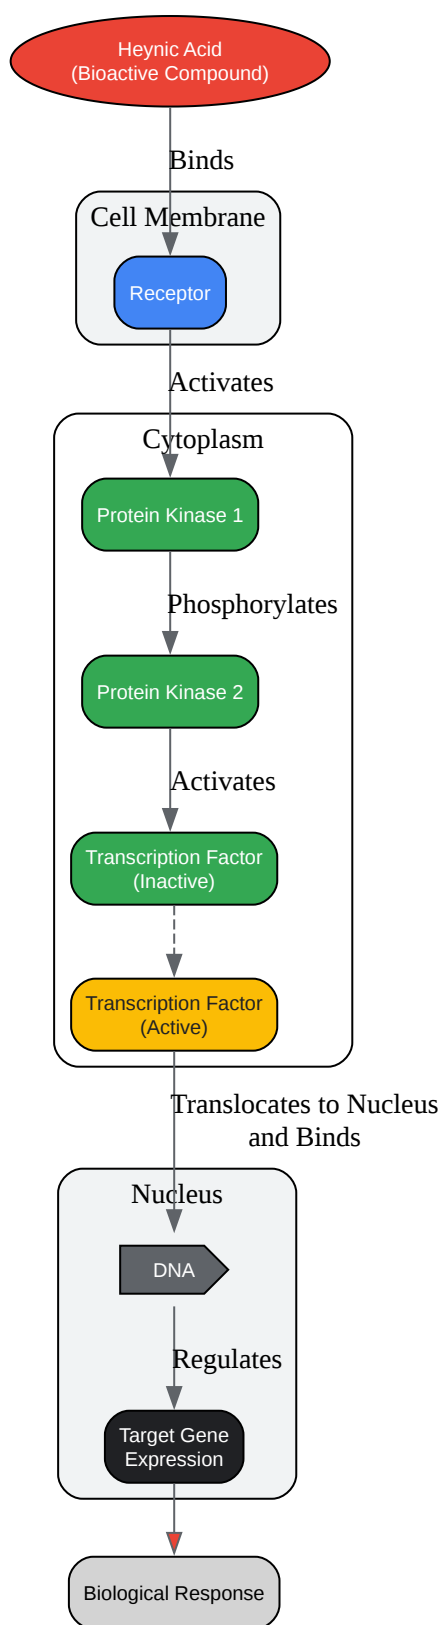 Heynic Acid
(Bioactive Compound)
Binds
Cell Membrane
Receptor
Activates
Cytoplasm
Protein Kinase 1
Phosphorylates
Protein Kinase 2
Activates
Transcription Factor
(Inactive)
Transcription Factor
(Active)
Translocates to Nucleus
and Binds
Nucleus
DNA
Regulates
Target Gene
Expression
Biological Response